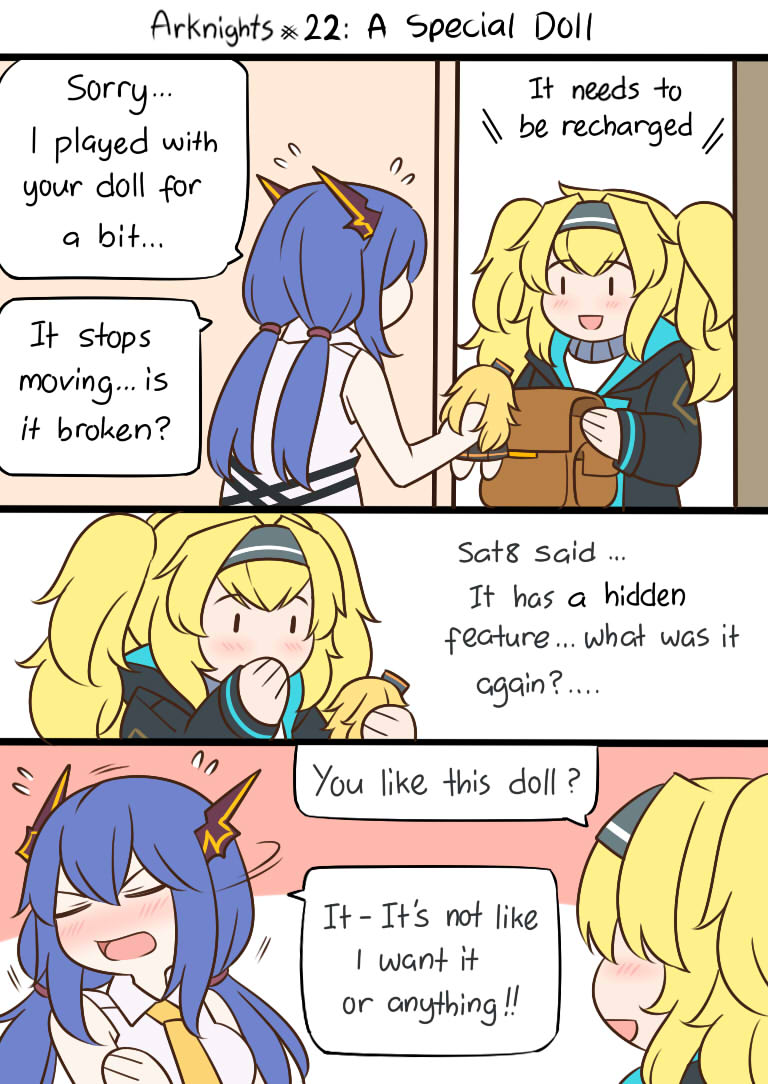 Arknights #22: A Special Doll
Sorry...
I played with
your doll for
a bit...
It stops
moving... is
it broken?
It needs to
be recharged
Sat8 said ...
It has a hidden
feature... what was it
again?....
You like this doll?
It - It's not like
I want it
or anything!!